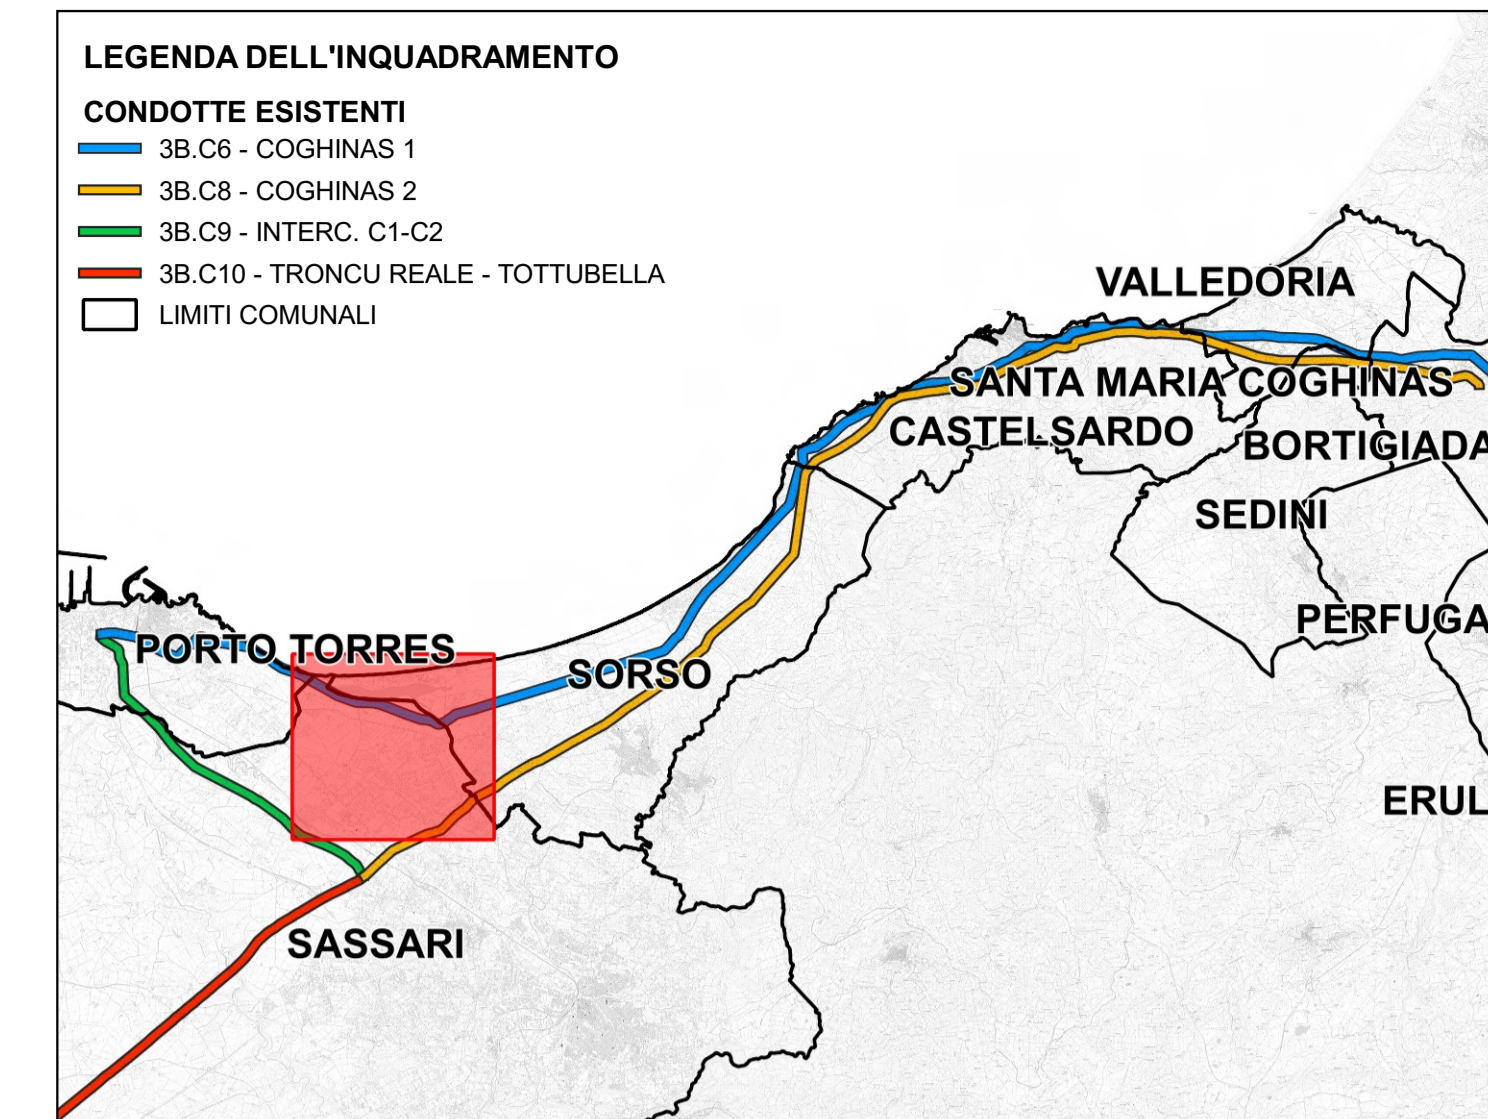 LEGENDA DELL'INQUADRAMENTO
CONDOTTE ESISTENTI
3B.C6 - COGHINAS 1
3B.C8 - COGHINAS 2
3B.C9 - INTERC. C1-C2
3B.C10 - TRONCU REALE - TOTTUBELLA
LIMITI COMUNALI
VALLEDORIA
SANTA MARIA COGHINAS
CASTELSARDO
BORTIGIADA
SEDINI
PERFUGA
PORTO TORRES
SORSO
ERUL
SASSARI